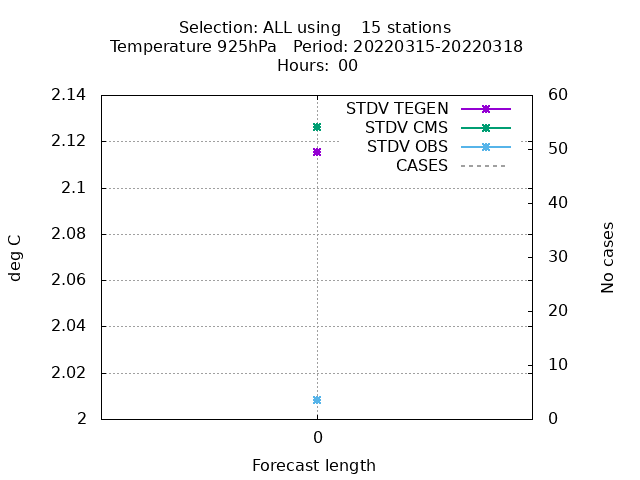 Selection: ALL using    15 stations
Temperature 925hPa   Period: 20220315-20220318
Hours:  00
2.14
2.12
2.1
2.08
2.06
2.04
2.02
2
deg C
60
50
40
30
20
10
0
No cases
STDV TEGEN
STDV CMS
STDV OBS
CASES
0
Forecast length